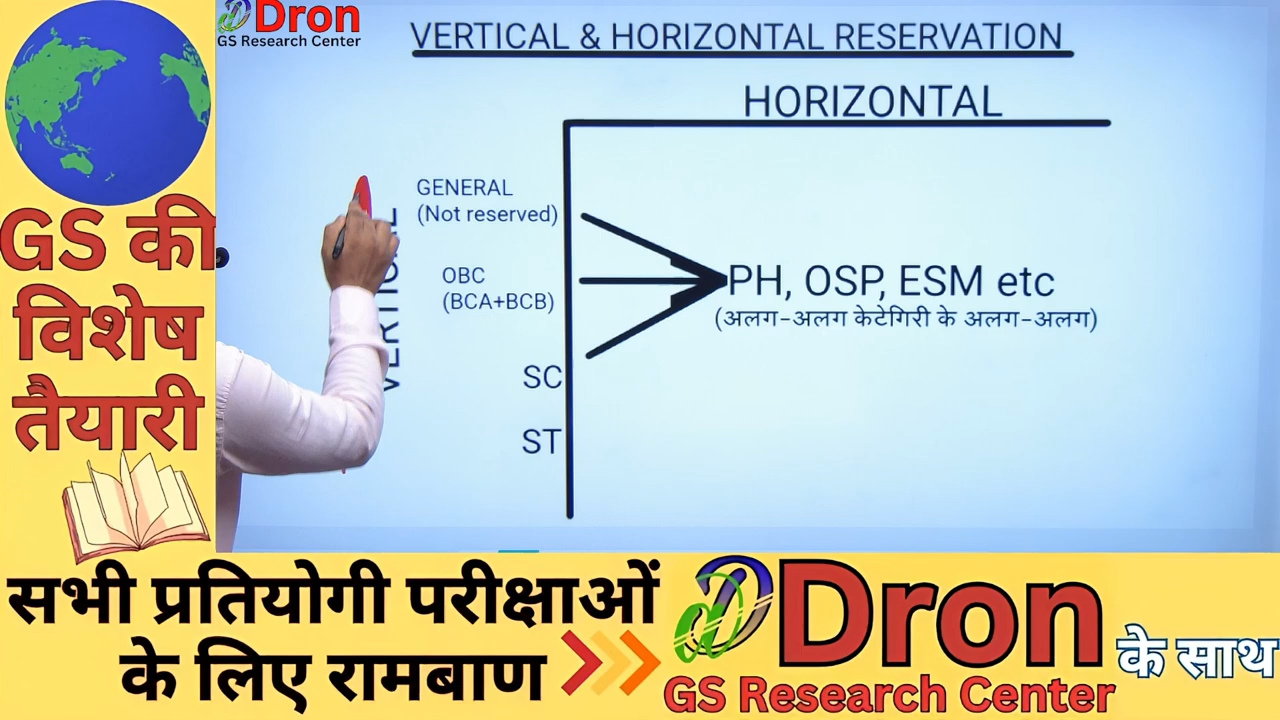 Dron
GS Research Center
VERTICAL & HORIZONTAL RESERVATION
HORIZONTAL
VERTICAL
GENERAL
(Not reserved)
OBC
(BCA+BCB)
SC
ST
PH, OSP, ESM etc
(अलग-अलग केटेगिरी के अलग-अलग)
GS की
विशेष
तैयारी
सभी प्रतियोगी परीक्षाओं
के लिए रामबाण
Dron
के साथ
GS Research Center